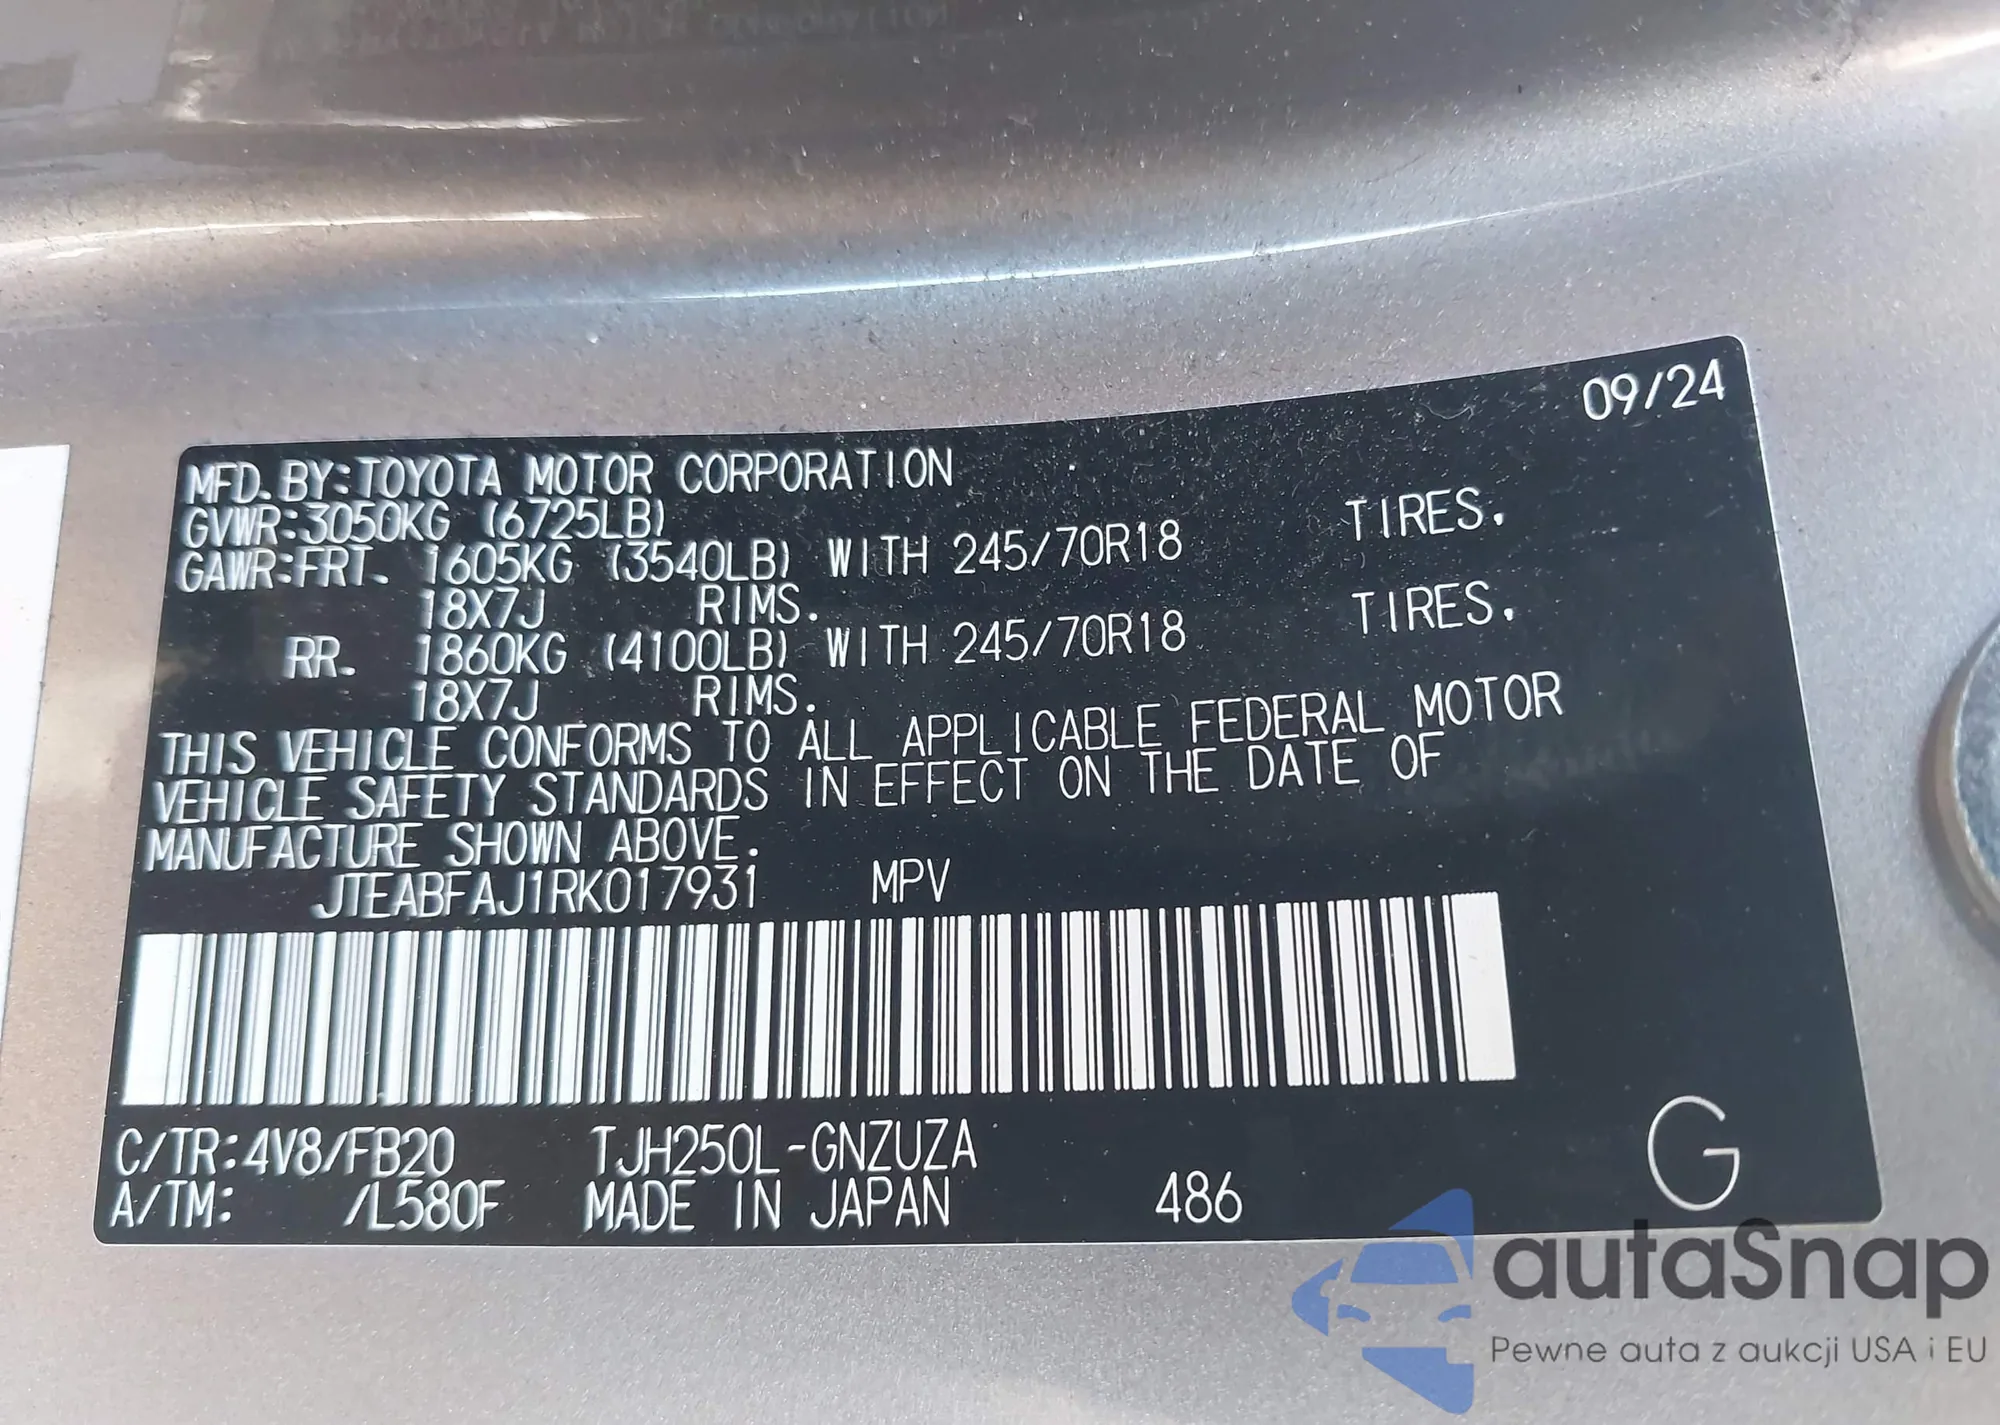 09/24
MFD. BY:TOYOTA MOTOR CORPORATION
GVWR:3050KG (6725LB)
GAWR:FRT. 1605KG (3540LB) WITH 245/70R18 TIRES.
18X7J RIMS.
RR. 1860KG (4100LB) WITH 245/70R18 TIRES.
18X7J RIMS.
THIS VEHICLE CONFORMS TO ALL APPLICABLE FEDERAL MOTOR
VEHICLE SAFETY STANDARDS IN EFFECT ON THE DATE OF
MANUFACTURE SHOWN ABOVE.
JTEABFAJ1RK017931 MPV
C/TR:4V8/FB20 TJH250L-GNZUZA
A/TM: /L580F MADE IN JAPAN 486
G
autaSnap
Pewne auta z aukcji USA i EU